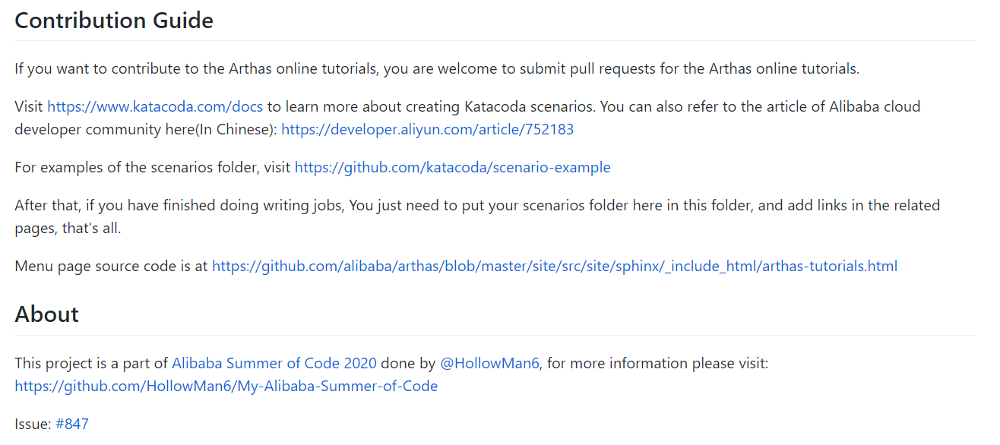 Contribution Guide
If you want to contribute to the Arthas online tutorials, you are welcome to submit pull requests for the Arthas online tutorials.
Visit https://www.katacoda.com/docs to learn more about creating Katacoda scenarios. You can also refer to the article of Alibaba cloud
developer community here(In Chinese): https://developer.aliyun.com/article/752183
For examples of the scenarios folder, visit https://github.com/katacoda/scenario-example
After that, if you have finished doing writing jobs, You just need to put your scenarios folder here in this folder, and add links in the related
pages, that's all.
Menu page source code is at https://github.com/alibaba/arthas/blob/master/site/src/site/sphinx/_include_html/arthas-tutorials.html
About
This project is a part of Alibaba Summer of Code 2020 done by @HollowMan6, for more information please visit:
https://github.com/HollowMan6/My-Alibaba-Summer-of-Code
Issue: #847